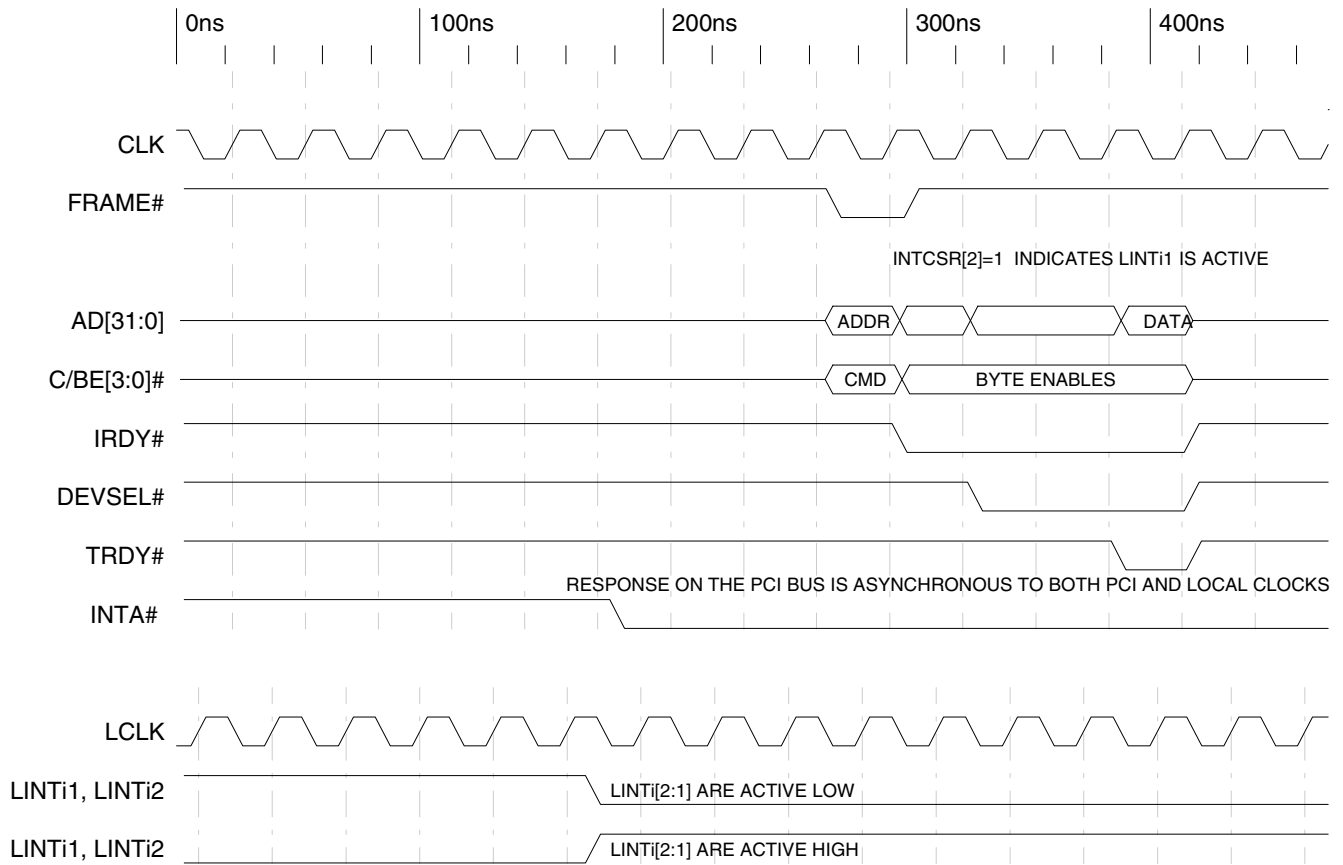 0ns 100ns 200ns 300ns 400ns
CLK
FRAME#
INTCSR[2]=1 INDICATES LINTi1 IS ACTIVE
AD[31:0] ADDR DATA
C/BE[3:0]# CMD BYTE ENABLES
IRDY#
DEVSEL#
TRDY#
RESPONSE ON THE PCI BUS IS ASYNCHRONOUS TO BOTH PCI AND LOCAL CLOCKS
INTA#
LCLK
LINTi1, LINTi2 LINTi[2:1] ARE ACTIVE LOW
LINTi1, LINTi2 LINTi[2:1] ARE ACTIVE HIGH